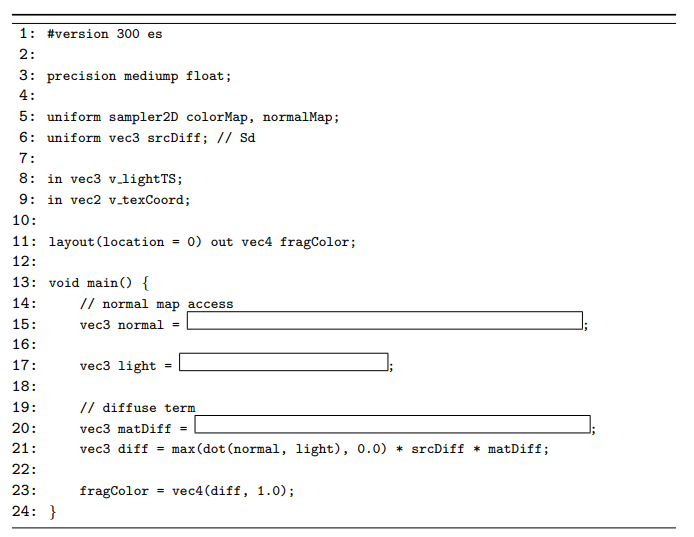 1: #version 300 es
2:
3: precision mediump float;
4:
5: uniform sampler2D colorMap, normalMap;
6: uniform vec3 srcDiff; // Sd
7:
8: in vec3 v_lightTS;
9: in vec2 v_texCoord;
10:
11: layout(location = 0) out vec4 fragColor;
12:
13: void main() {
14: // normal map access
15: vec3 normal = ;
16:
17: vec3 light = ;
18:
19: // diffuse term
20: vec3 matDiff = ;
21: vec3 diff = max(dot(normal, light), 0.0) * srcDiff * matDiff;
22:
23: fragColor = vec4(diff, 1.0);
24: }